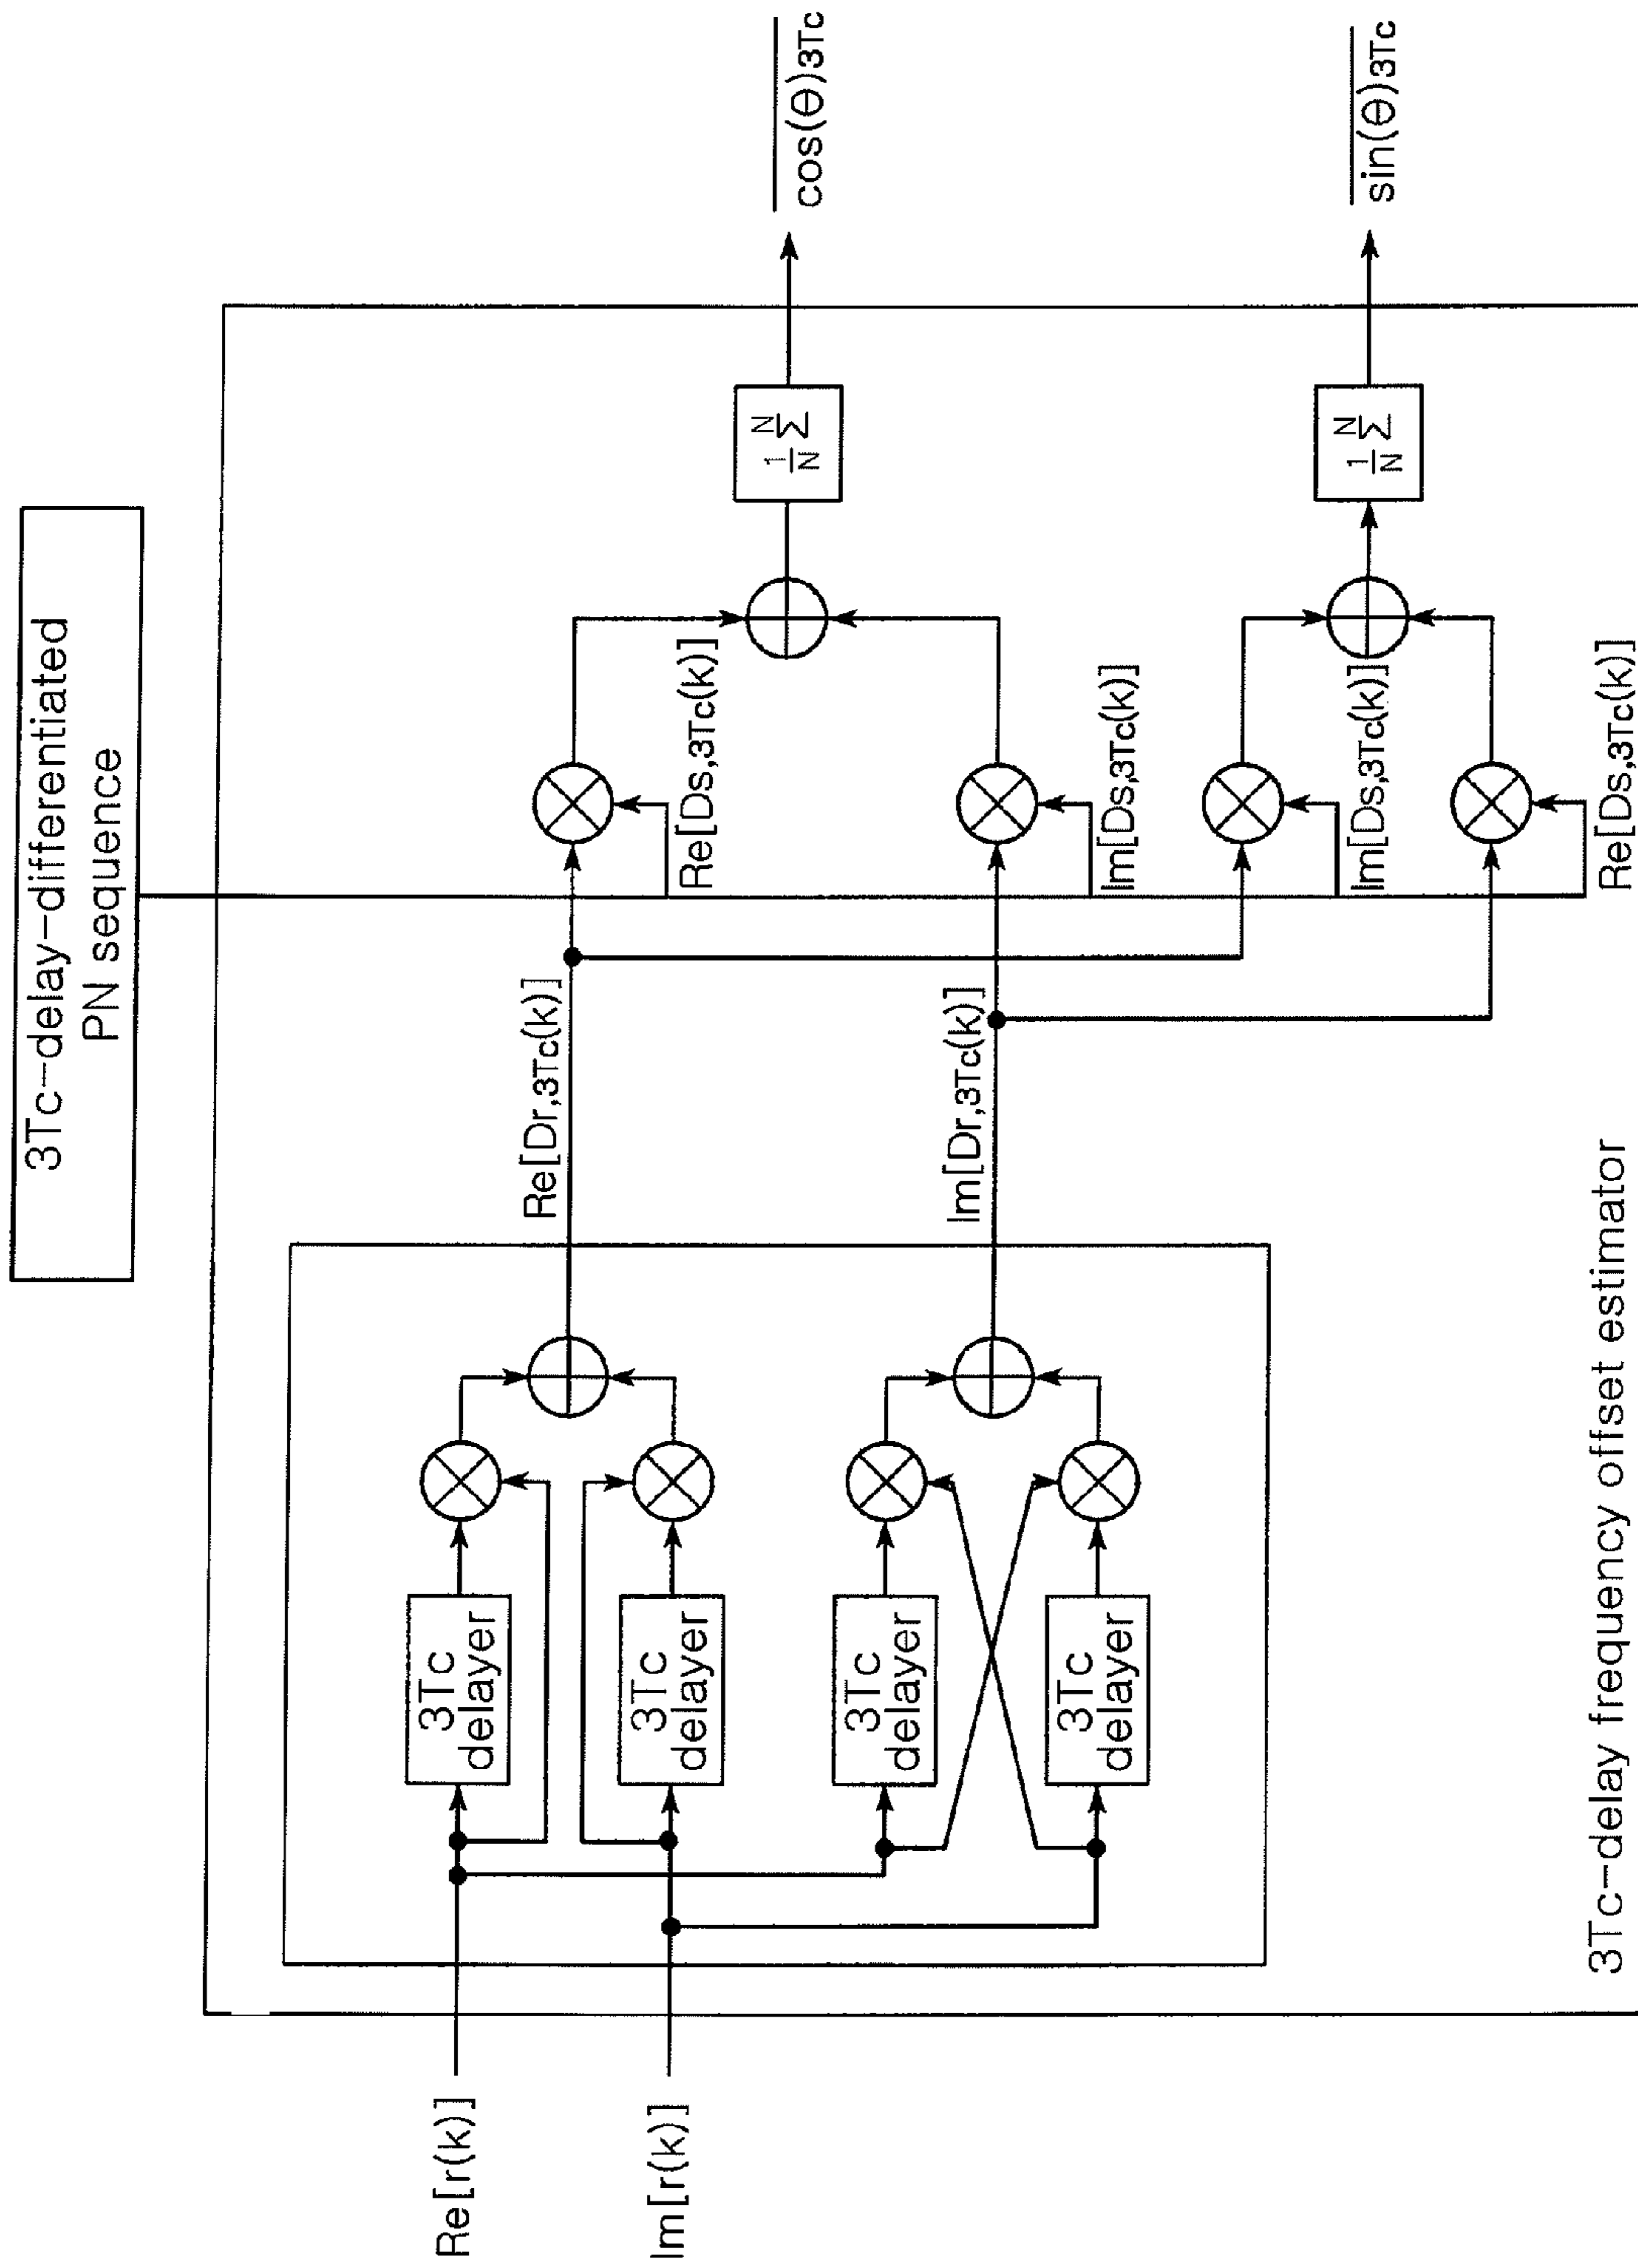 3Tc-delay-differentiated
PN sequence
Re[r(k)]
Im[r(k)]
3Tc
delayer
3Tc
delayer
3Tc
delayer
3Tc
delayer
Re[Dr,3Tc(k)]
Im[Dr,3Tc(k)]
Re[Ds,3Tc(k)]
Im[Ds,3Tc(k)]
Im[Ds,3Tc(k)]
Re[Ds,3Tc(k)]
1/N N Σ
1/N N Σ
cos(θ)3Tc
sin(θ)3Tc
3Tc-delay frequency offset estimator